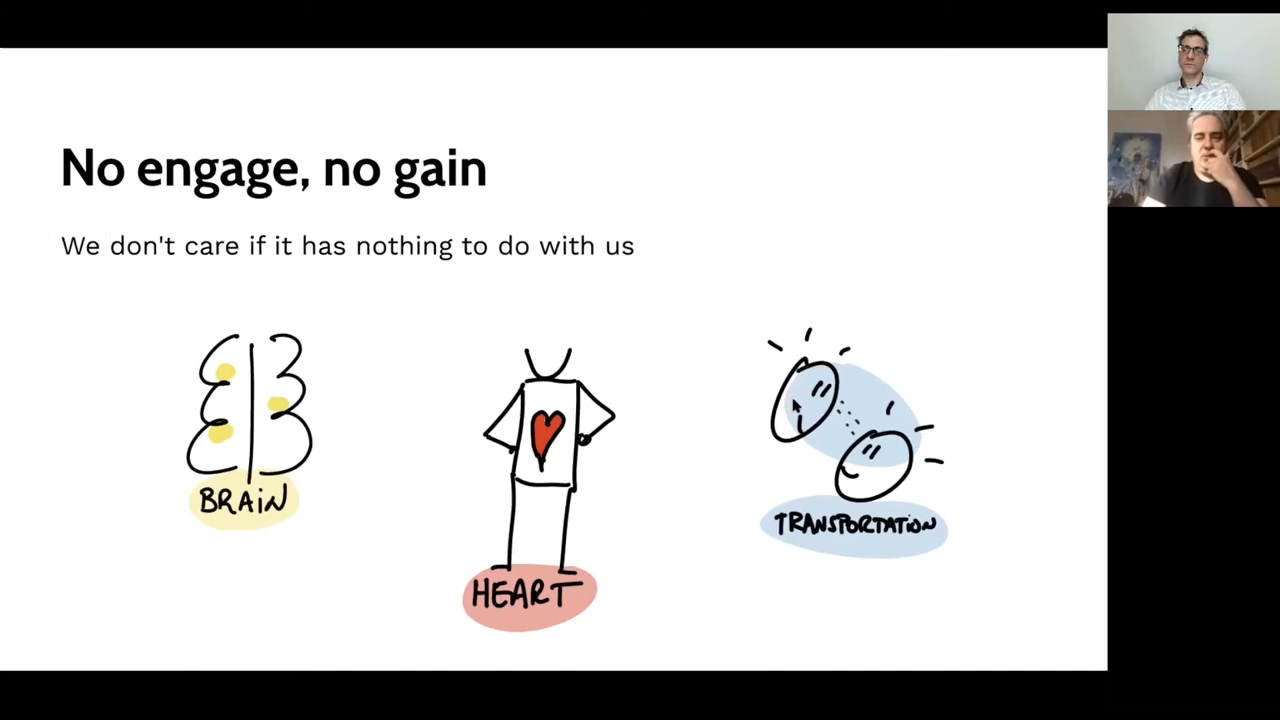 No engage, no gain
We don't care if it has nothing to do with us
BRAiN
HEART
TRANSPORTATiON